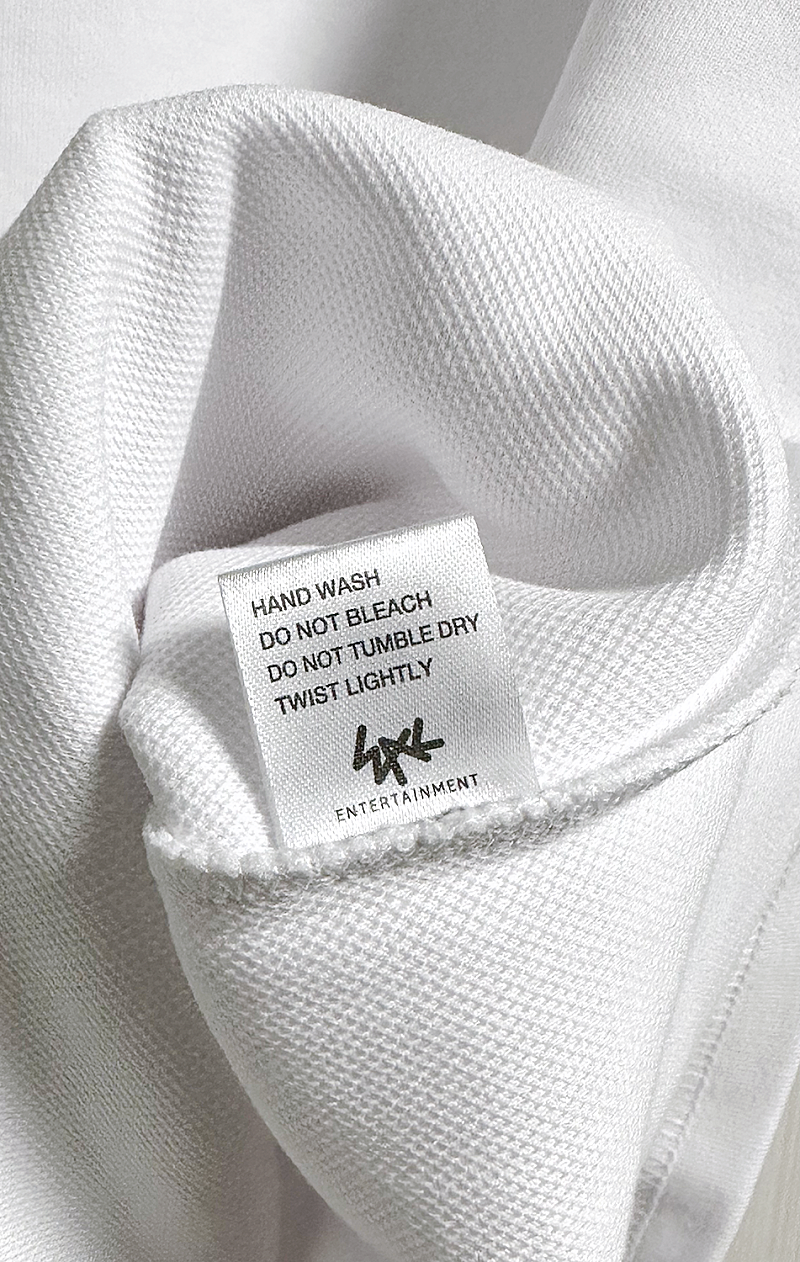 HAND WASH
DO NOT BLEACH
DO NOT TUMBLE DRY
TWIST LIGHTLY
ENTERTAINMENT